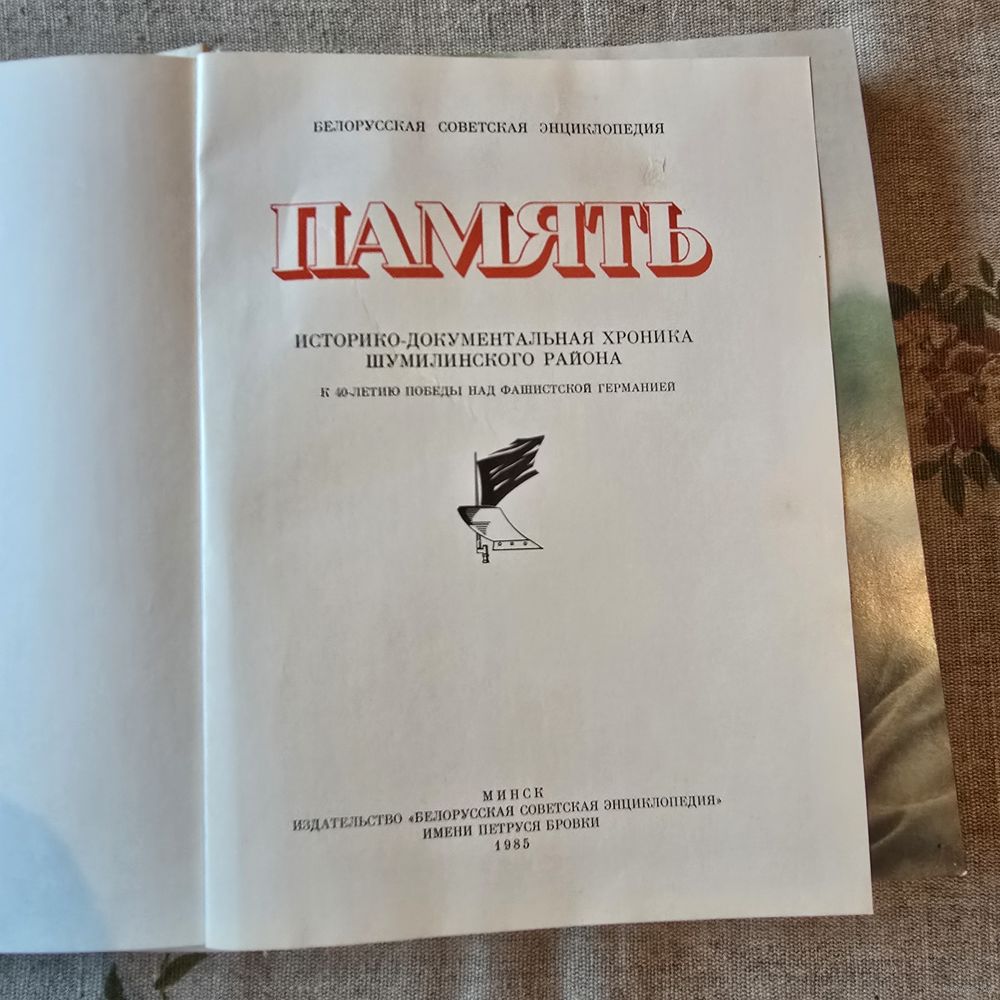 БЕЛОРУССКАЯ СОВЕТСКАЯ ЭНЦИКЛОПЕДИЯ
ПАМЯТЬ
ИСТОРИКО-ДОКУМЕНТАЛЬНАЯ ХРОНИКА
ШУМИЛИНСКОГО РАЙОНА
К 40-ЛЕТИЮ ПОБЕДЫ НАД ФАШИСТСКОЙ ГЕРМАНИЕЙ
МИНСК
ИЗДАТЕЛЬСТВО «БЕЛОРУССКАЯ СОВЕТСКАЯ ЭНЦИКЛОПЕДИЯ»
ИМЕНИ ПЕТРУСЯ БРОВКИ
1985